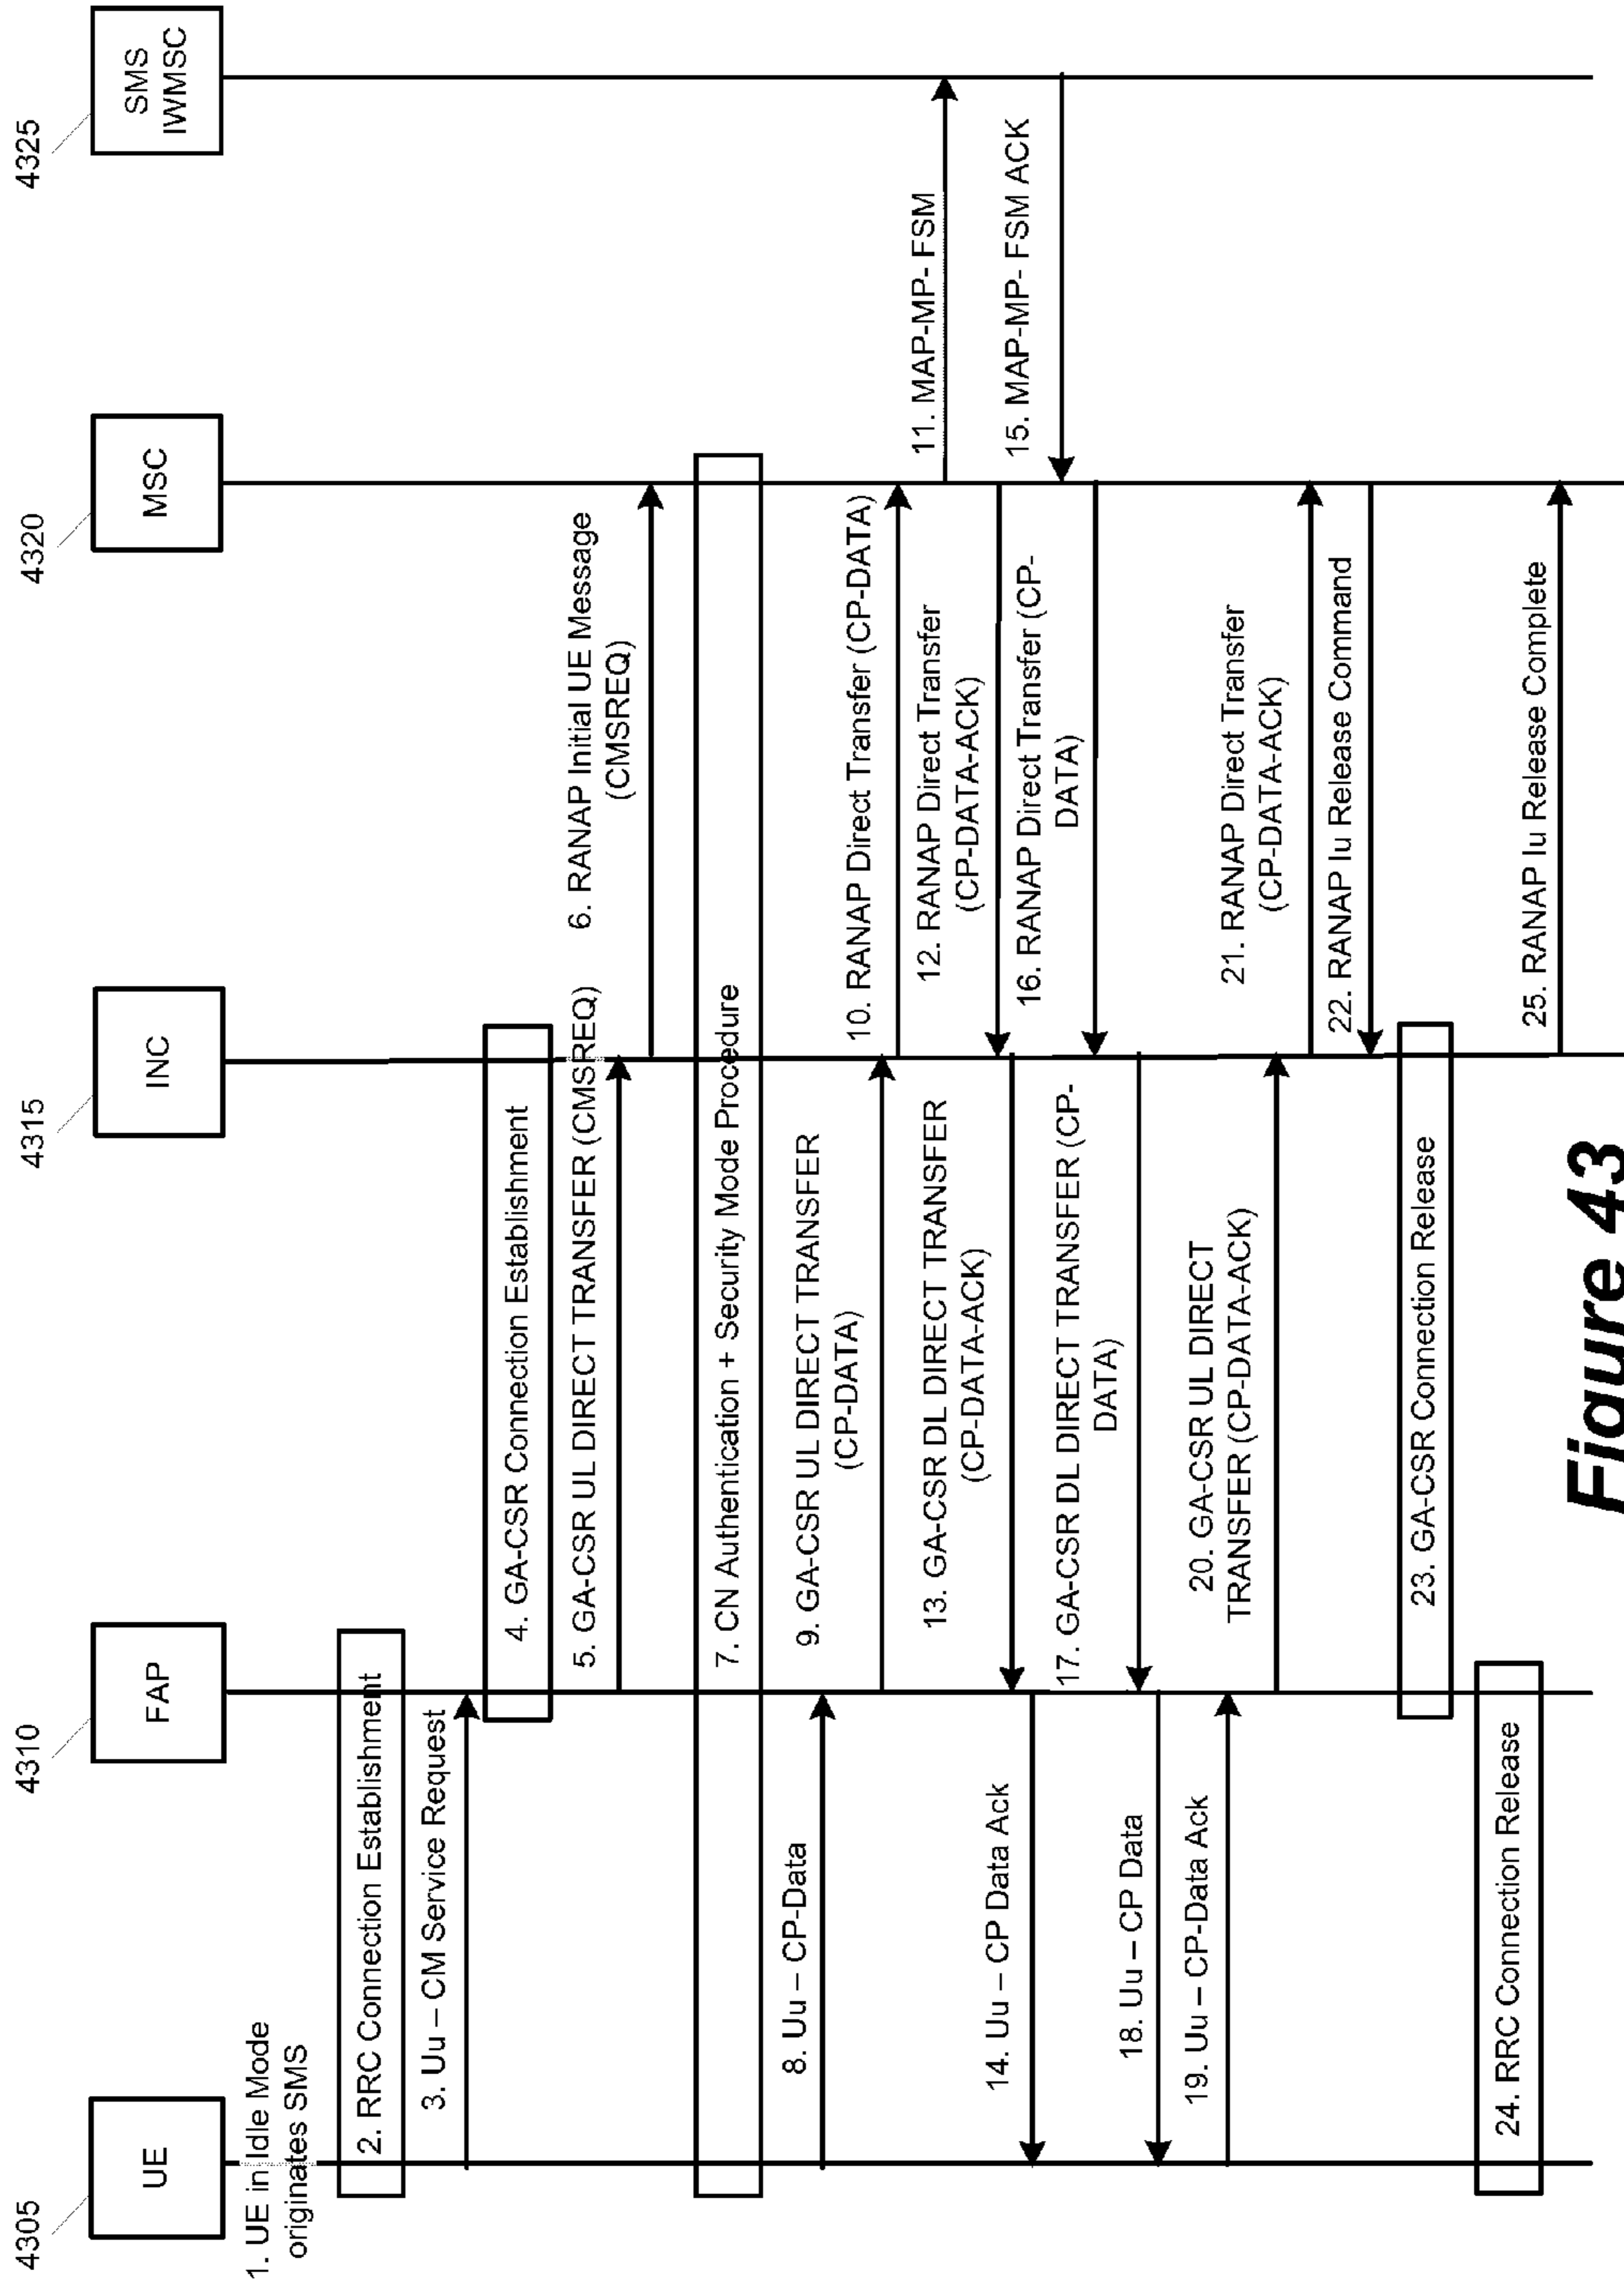 4305
4310
4315
4320
4325
UE
FAP
INC
MSC
SMS
IWMSC
1. UE in Idle Mode
originates SMS
2. RRC Connection Establishment
3. Uu – CM Service Request
4. GA-CSR Connection Establishment
5. GA-CSR UL DIRECT TRANSFER (CMSREQ)
6. RANAP Initial UE Message
(CMSREQ)
7. CN Authentication + Security Mode Procedure
8. Uu – CP-Data
9. GA-CSR UL DIRECT TRANSFER
(CP-DATA)
10. RANAP Direct Transfer (CP-DATA)
11. MAP-MP- FSM
12. RANAP Direct Transfer
(CP-DATA-ACK)
13. GA-CSR DL DIRECT TRANSFER
(CP-DATA-ACK)
14. Uu – CP Data Ack
15. MAP-MP- FSM ACK
16. RANAP Direct Transfer (CP-
DATA)
17. GA-CSR DL DIRECT TRANSFER (CP-
DATA)
18. Uu – CP Data
19. Uu – CP-Data Ack
20. GA-CSR UL DIRECT
TRANSFER (CP-DATA-ACK)
21. RANAP Direct Transfer
(CP-DATA-ACK)
22. RANAP Iu Release Command
23. GA-CSR Connection Release
24. RRC Connection Release
25. RANAP Iu Release Complete
Figure 43